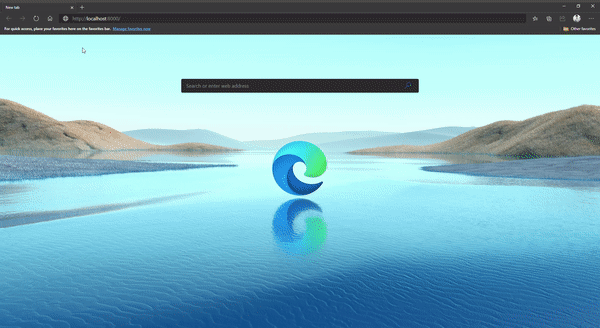 New tab
http://localhost:8000/
For quick access, place your favorites here on the favorites bar. Manage favorites now
Other favorites
Search or enter web address